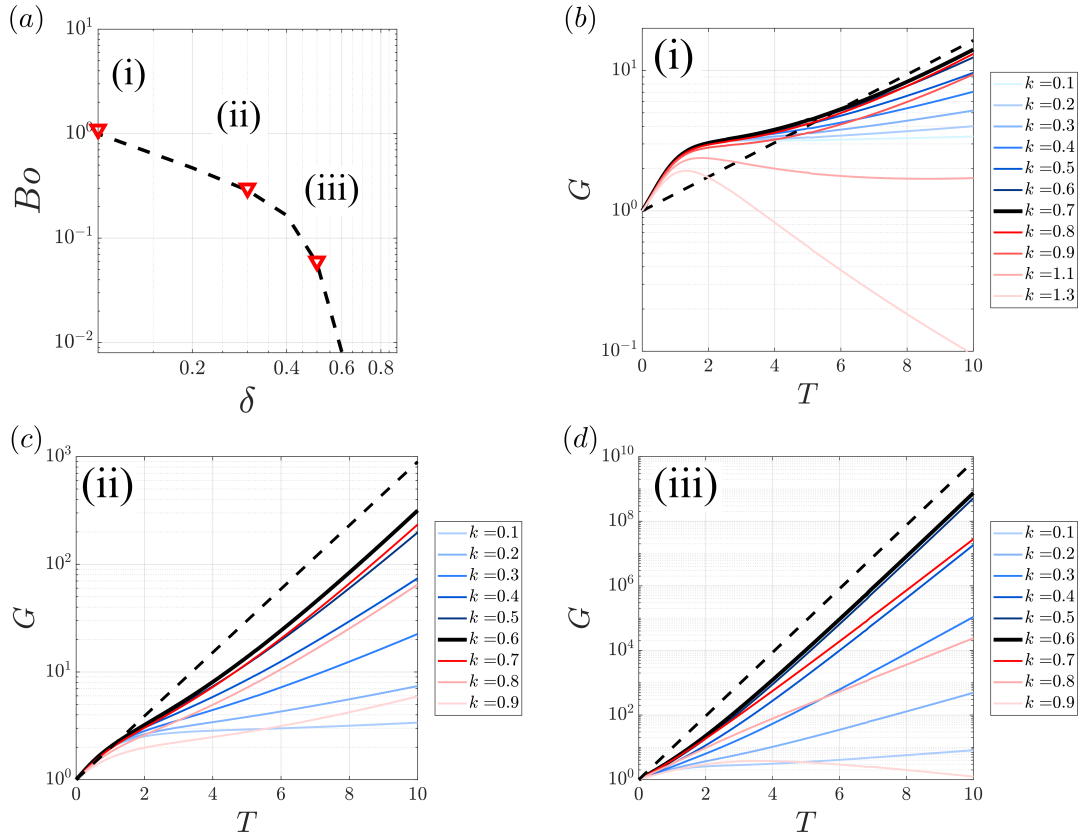 (a)
10^1
10^0
10^{-1}
10^{-2}
Bo
(i)
(ii)
(iii)
0.2
0.4
0.6
0.8
δ
(b)
(i)
10^1
10^0
10^{-1}
G
0
2
4
6
8
10
T
k =0.1
k =0.2
k =0.3
k =0.4
k =0.5
k =0.6
k =0.7
k =0.8
k =0.9
k =1.1
k =1.3
(c)
(ii)
10^3
10^2
10^1
10^0
G
0
2
4
6
8
10
T
k =0.1
k =0.2
k =0.3
k =0.4
k =0.5
k =0.6
k =0.7
k =0.8
k =0.9
(d)
(iii)
10^{10}
10^8
10^6
10^4
10^2
10^0
G
0
2
4
6
8
10
T
k =0.1
k =0.2
k =0.3
k =0.4
k =0.5
k =0.6
k =0.7
k =0.8
k =0.9